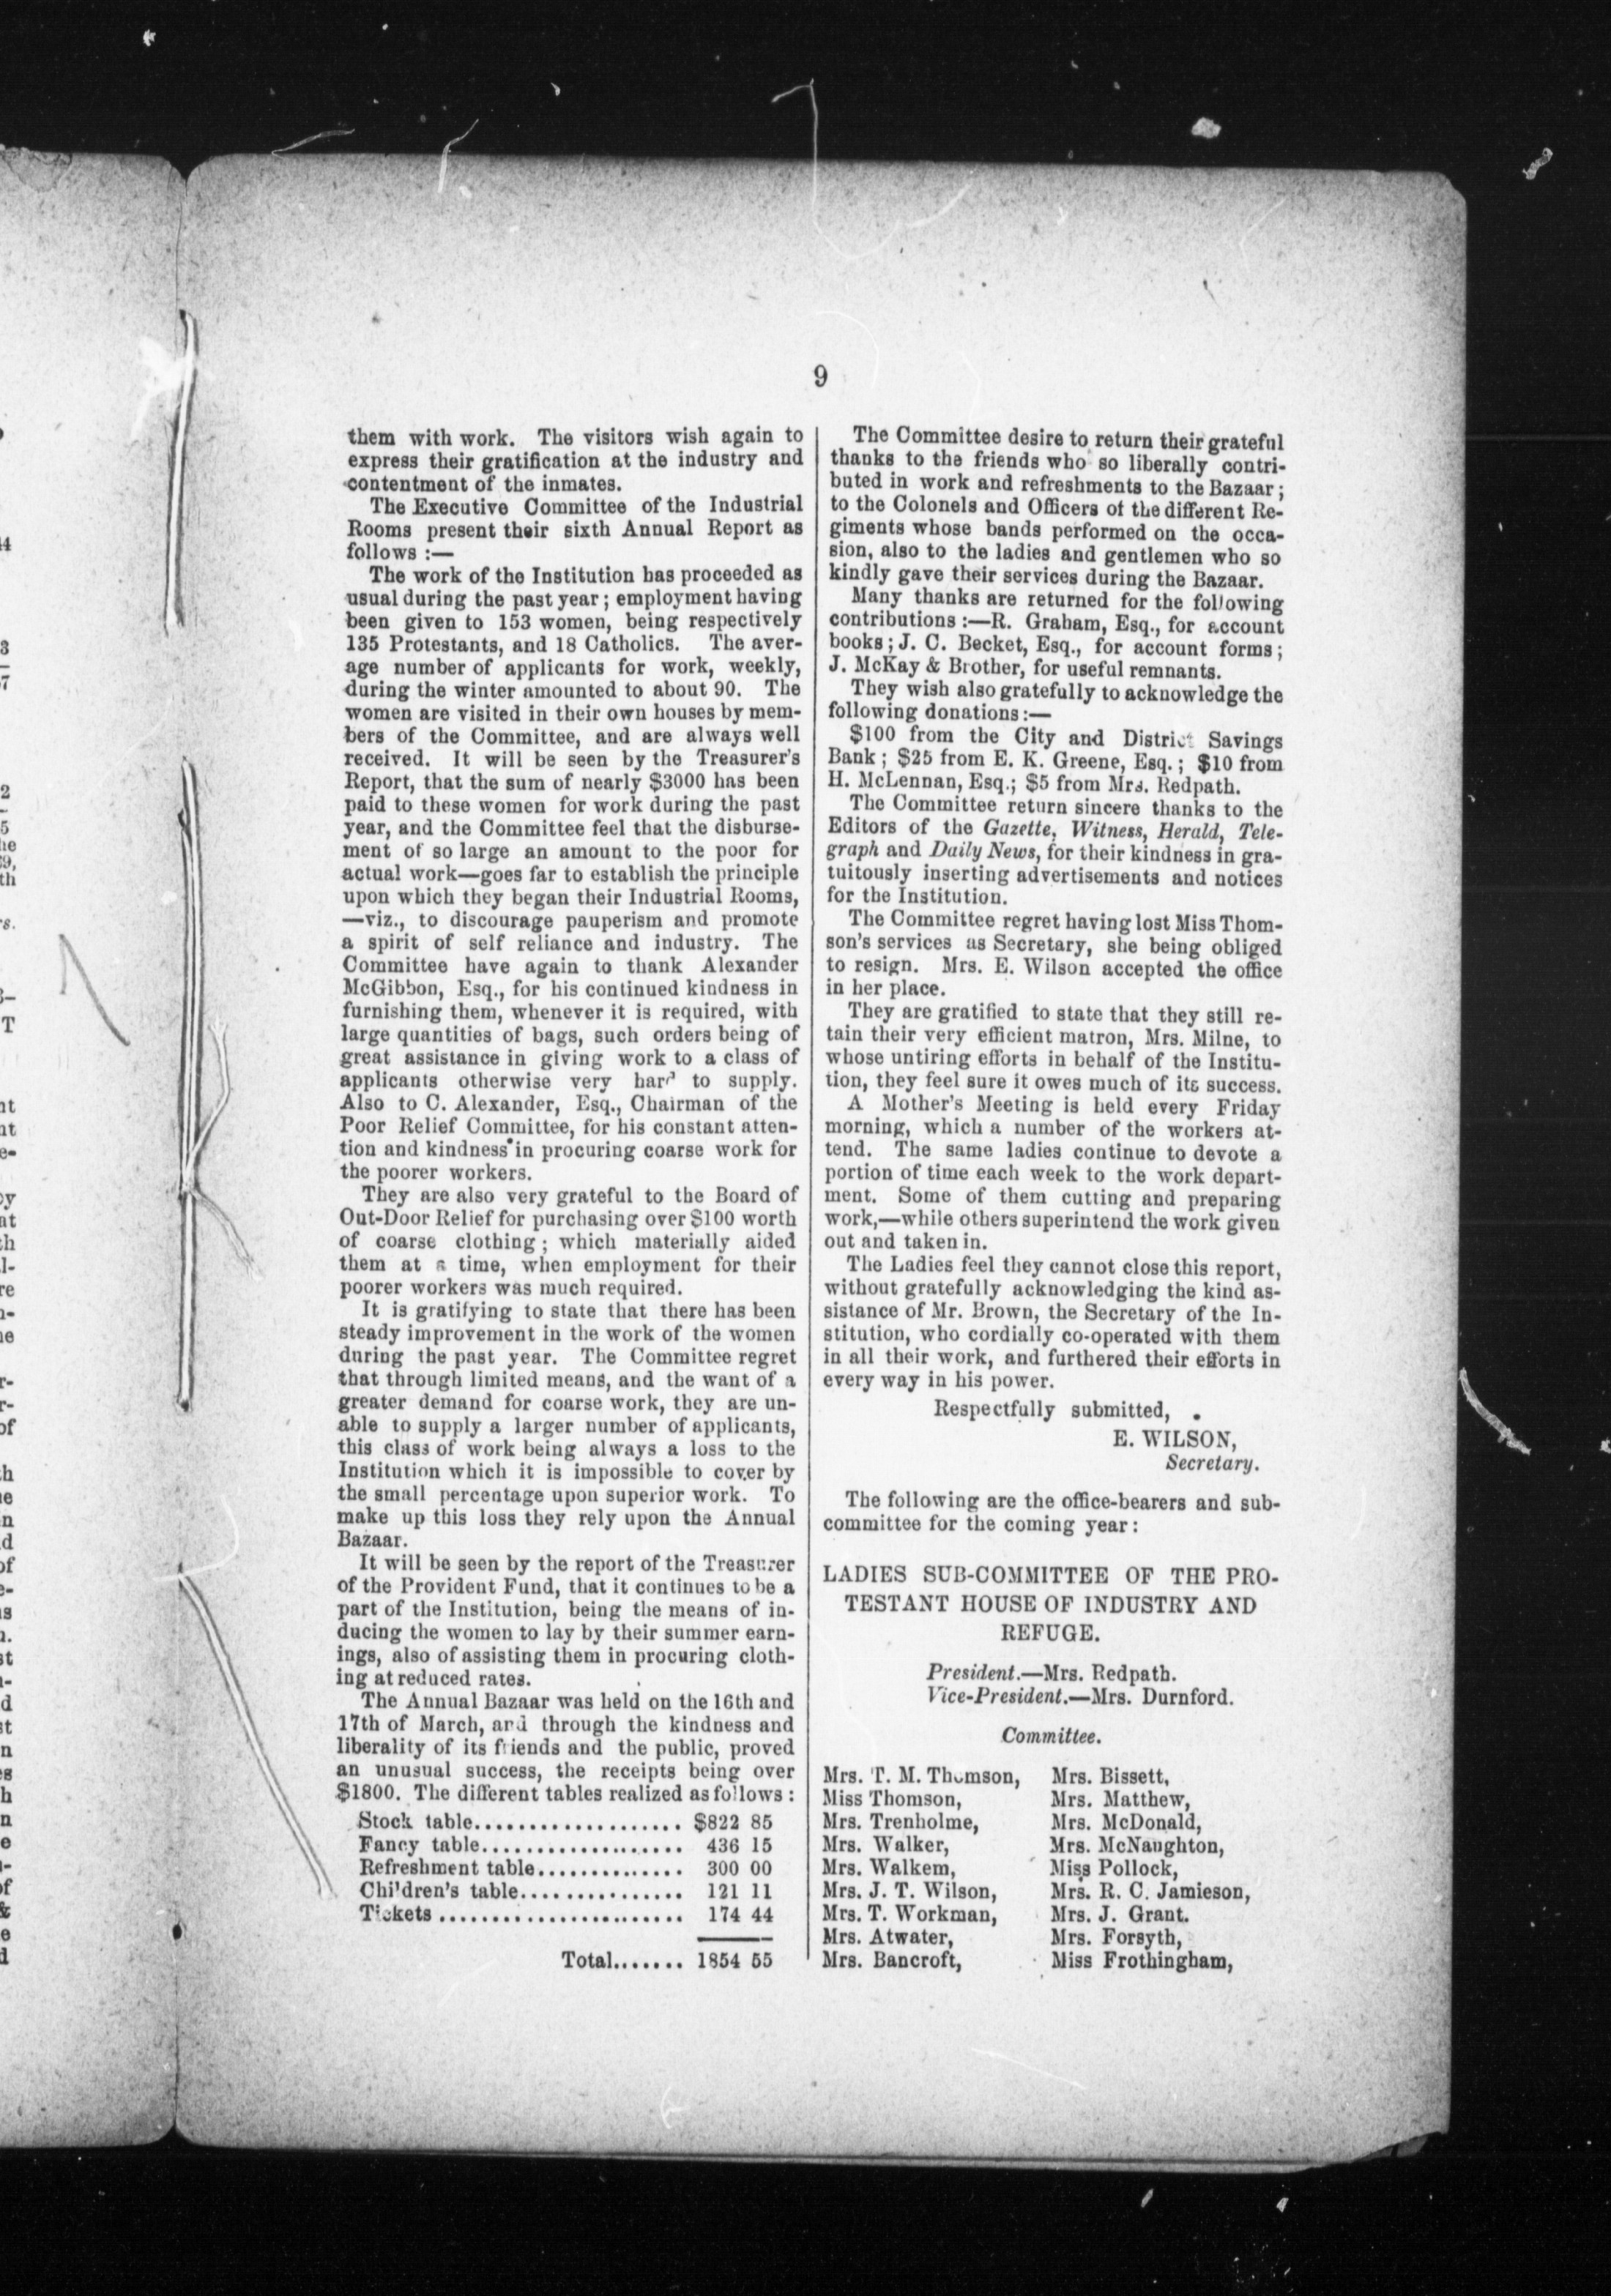 9
them with work. The visitors wish again to
express their gratification at the industry and
contentment of the inmates.
The Executive Committee of the Industrial
Rooms present their sixth Annual Report as
follows :—
The work of the Institution has proceeded as
usual during the past year ; employment having
been given to 153 women, being respectively
135 Protestants, and 18 Catholics. The aver-
age number of applicants for work, weekly,
during the winter amounted to about 90. The
women are visited in their own houses by mem-
bers of the Committee, and are always well
received. It will be seen by the Treasurer's
Report, that the sum of nearly $3000 has been
paid to these women for work during the past
year, and the Committee feel that the disburse-
ment of so large an amount to the poor for
actual work—goes far to establish the principle
upon which they began their Industrial Rooms,
—viz., to discourage pauperism and promote
a spirit of self reliance and industry. The
Committee have again to thank Alexander
McGibbon, Esq., for his continued kindness in
furnishing them, whenever it is required, with
large quantities of bags, such orders being of
great assistance in giving work to a class of
applicants otherwise very hard to supply.
Also to C. Alexander, Esq., Chairman of the
Poor Relief Committee, for his constant atten-
tion and kindness in procuring coarse work for
the poorer workers.
They are also very grateful to the Board of
Out-Door Relief for purchasing over $100 worth
of coarse clothing ; which materially aided
them at a time, when employment for their
poorer workers was much required.
It is gratifying to state that there has been
steady improvement in the work of the women
during the past year. The Committee regret
that through limited means, and the want of a
greater demand for coarse work, they are un-
able to supply a larger number of applicants,
this class of work being always a loss to the
Institution which it is impossible to cover by
the small percentage upon superior work. To
make up this loss they rely upon the Annual
Bazaar.
It will be seen by the report of the Treasurer
of the Provident Fund, that it continues to be a
part of the Institution, being the means of in-
ducing the women to lay by their summer earn-
ings, also of assisting them in procuring cloth-
ing at reduced rates.
The Annual Bazaar was held on the 16th and
17th of March, and through the kindness and
liberality of its friends and the public, proved
an unusual success, the receipts being over
$1800. The different tables realized as follows :
Stock table................... $822 85
Fancy table.................. 436 15
Refreshment table.............. 300 00
Children's table............... 121 11
Tickets ....................... 174 44
Total....... 1854 55
The Committee desire to return their grateful
thanks to the friends who so liberally contri-
buted in work and refreshments to the Bazaar ;
to the Colonels and Officers of the different Re-
giments whose bands performed on the occa-
sion, also to the ladies and gentlemen who so
kindly gave their services during the Bazaar.
Many thanks are returned for the following
contributions :—R. Graham, Esq., for account
books ; J. C. Becket, Esq., for account forms ;
J. McKay & Brother, for useful remnants.
They wish also gratefully to acknowledge the
following donations :—
$100 from the City and District Savings
Bank ; $25 from E. K. Greene, Esq. ; $10 from
H. McLennan, Esq.; $5 from Mrs. Redpath.
The Committee return sincere thanks to the
Editors of the Gazette, Witness, Herald, Tele-
graph and Daily News, for their kindness in gra-
tuitously inserting advertisements and notices
for the Institution.
The Committee regret having lost Miss Thom-
son's services as Secretary, she being obliged
to resign. Mrs. E. Wilson accepted the office
in her place.
They are gratified to state that they still re-
tain their very efficient matron, Mrs. Milne, to
whose untiring efforts in behalf of the Institu-
tion, they feel sure it owes much of its success.
A Mother's Meeting is held every Friday
morning, which a number of the workers at-
tend. The same ladies continue to devote a
portion of time each week to the work depart-
ment. Some of them cutting and preparing
work,—while others superintend the work given
out and taken in.
The Ladies feel they cannot close this report,
without gratefully acknowledging the kind as-
sistance of Mr. Brown, the Secretary of the In-
stitution, who cordially co-operated with them
in all their work, and furthered their efforts in
every way in his power.
Respectfully submitted,
E. WILSON,
Secretary.
The following are the office-bearers and sub-
committee for the coming year :
LADIES SUB-COMMITTEE OF THE PRO-
TESTANT HOUSE OF INDUSTRY AND
REFUGE.
President.—Mrs. Redpath.
Vice-President.—Mrs. Durnford.
Committee.
Mrs. T. M. Thomson, Mrs. Bissett,
Miss Thomson, Mrs. Matthew,
Mrs. Trenholme, Mrs. McDonald,
Mrs. Walker, Mrs. McNaughton,
Mrs. Walkem, Miss Pollock,
Mrs. J. T. Wilson, Mrs. R. C. Jamieson,
Mrs. T. Workman, Mrs. J. Grant.
Mrs. Atwater, Mrs. Forsyth,
Mrs. Bancroft, Miss Frothingham,